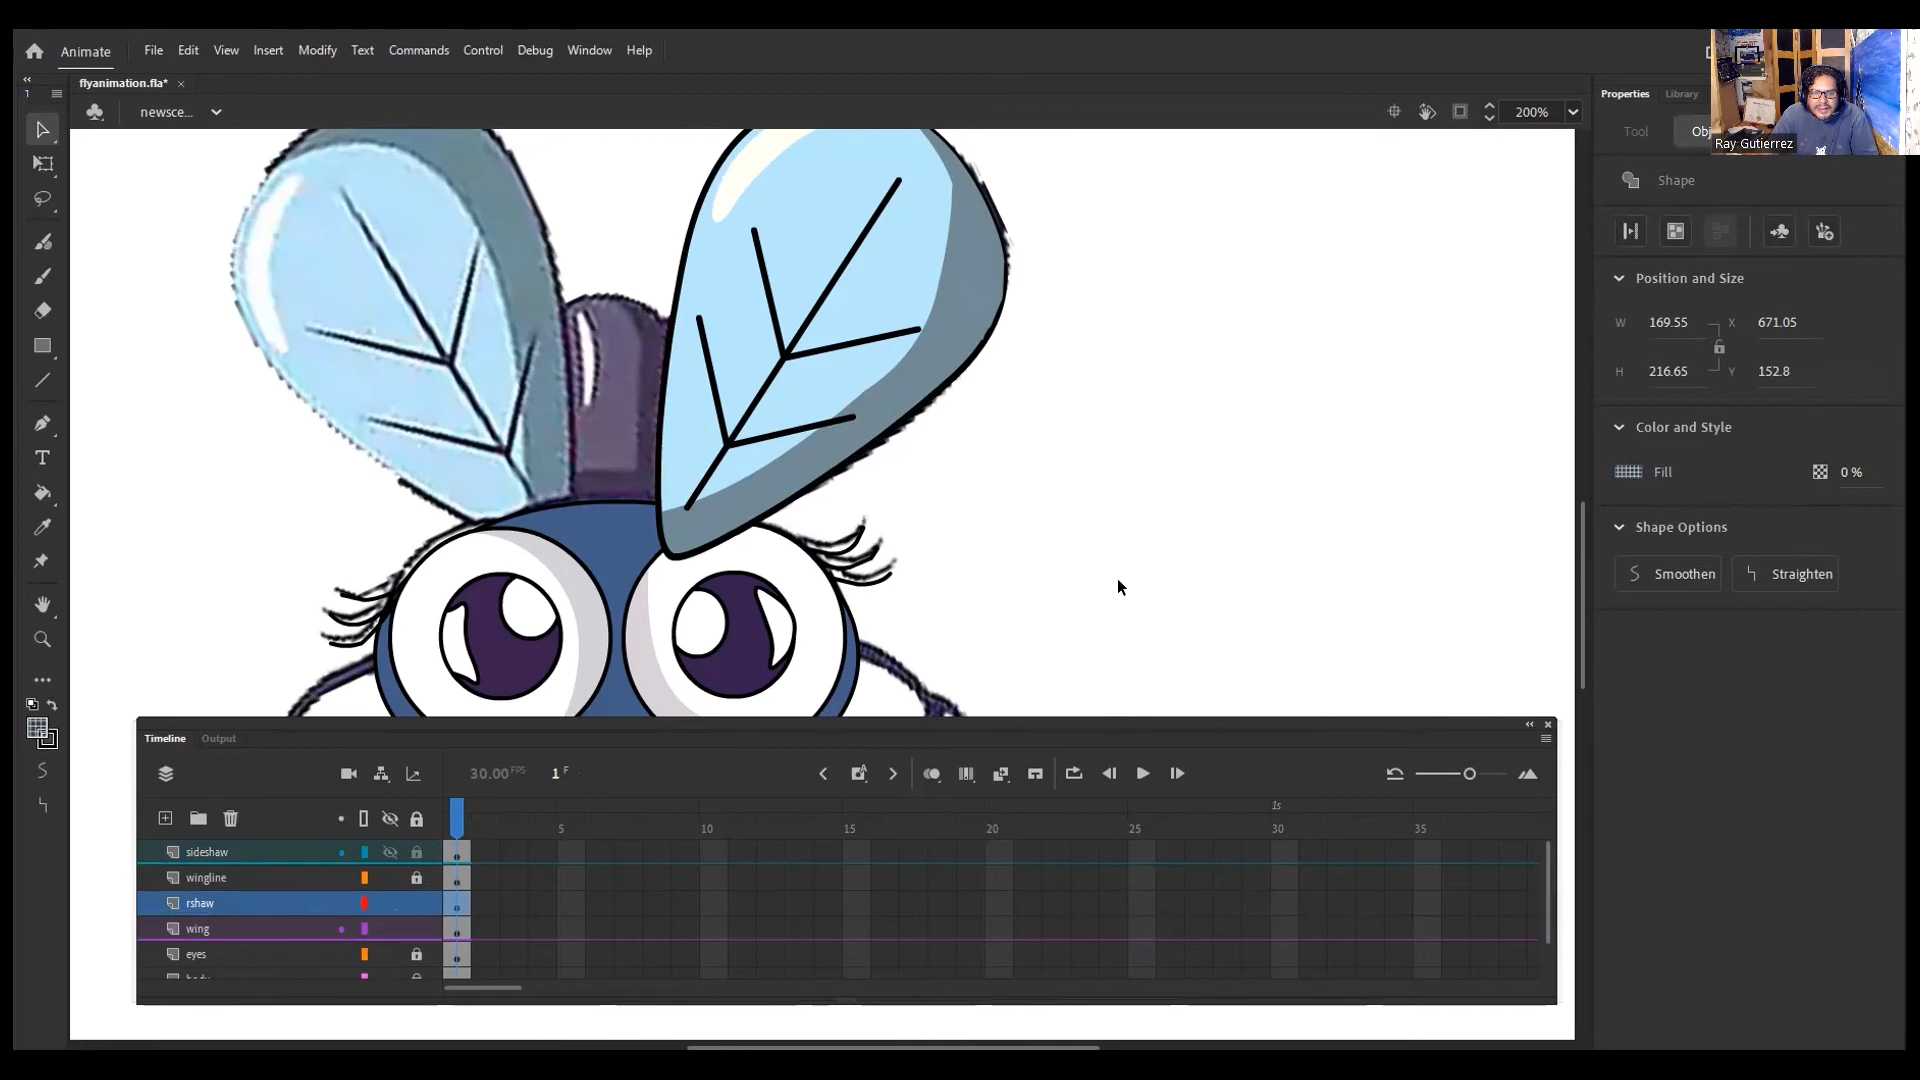 Animate File Edit View Insert Modify Text Commands Control Debug Window Help
Ray Gutierrez
flyanimation.fla*
1
newsce...
200%
Properties Library
Tool
Shape
Position and Size
W 169.55 X 671.05
H 216.65 Y 152.8
Color and Style
Fill 0 %
Shape Options
Smoothen Straighten
Timeline Output
30.00 FPS 1 F
1s
5 10 15 20 25 30 35
sideshaw
wingline
rshaw
wing
eyes